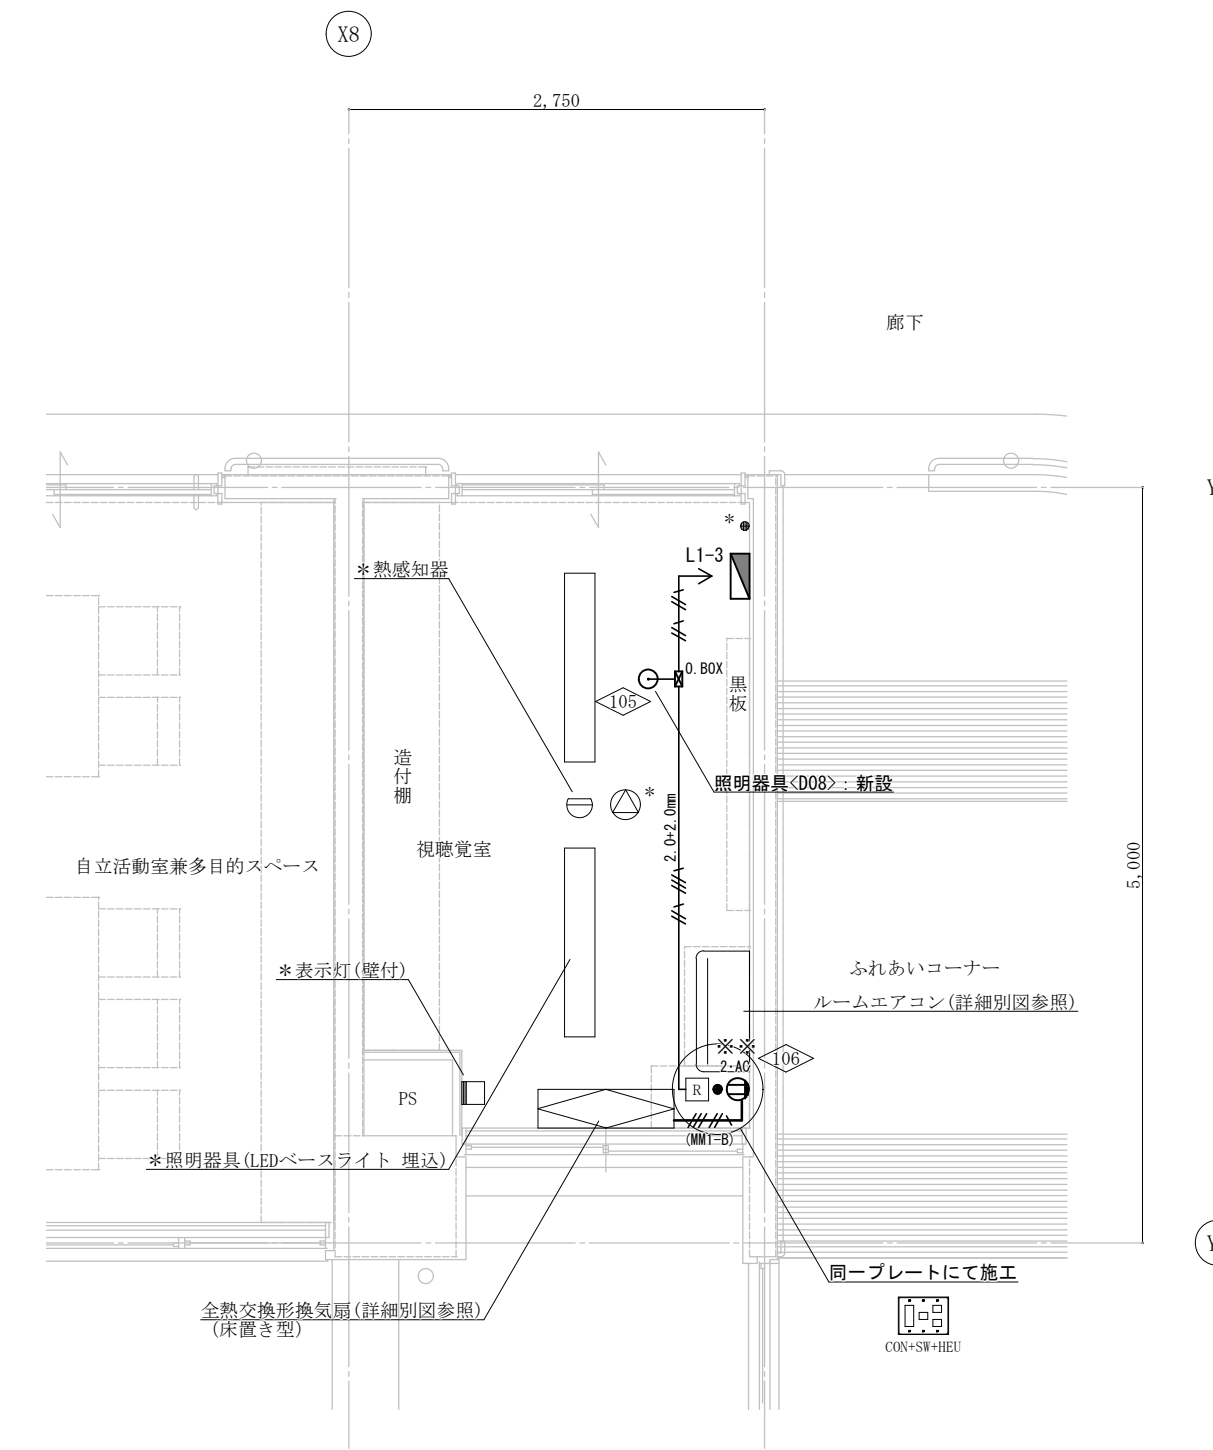 X8
2,750
廊下
Y
*
L1-3
*熱感知器
O.BOX
黒板
105
造付棚
照明器具<D08>：新設
*
2.0+2.0mm
視聴覚室
自立活動室兼多目的スペース
5,000
*表示灯(壁付)
ふれあいコーナー
ルームエアコン(詳細別図参照)
※ ※
106
2・AC
PS
R
(MM1-B)
*照明器具(LEDベースライト 埋込)
Y
同一プレートにて施工
全熱交換形換気扇(詳細別図参照)
(床置き型)
CON+SW+HEU